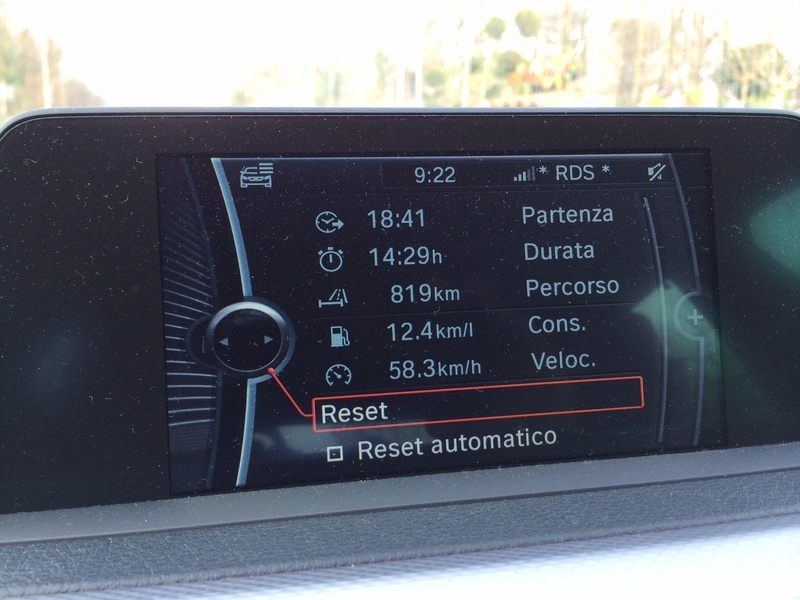 9:22 * RDS *
18:41 Partenza
14:29h Durata
819km Percorso
12.4km/l Cons.
58.3km/h Veloc.
Reset
Reset automatico